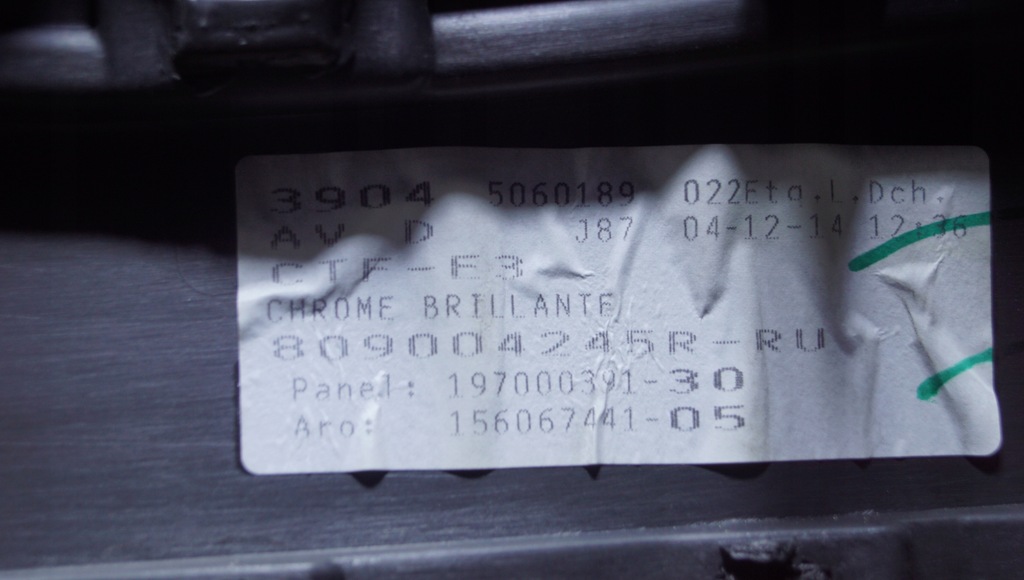 3904 5060189 022Etq.L.Dch.
AV D J87 04-12-14 12:36
CTF-E3
CHROME BRILLANTE
809004245R-RU
Panel: 197000391-30
Aro: 156067441-05